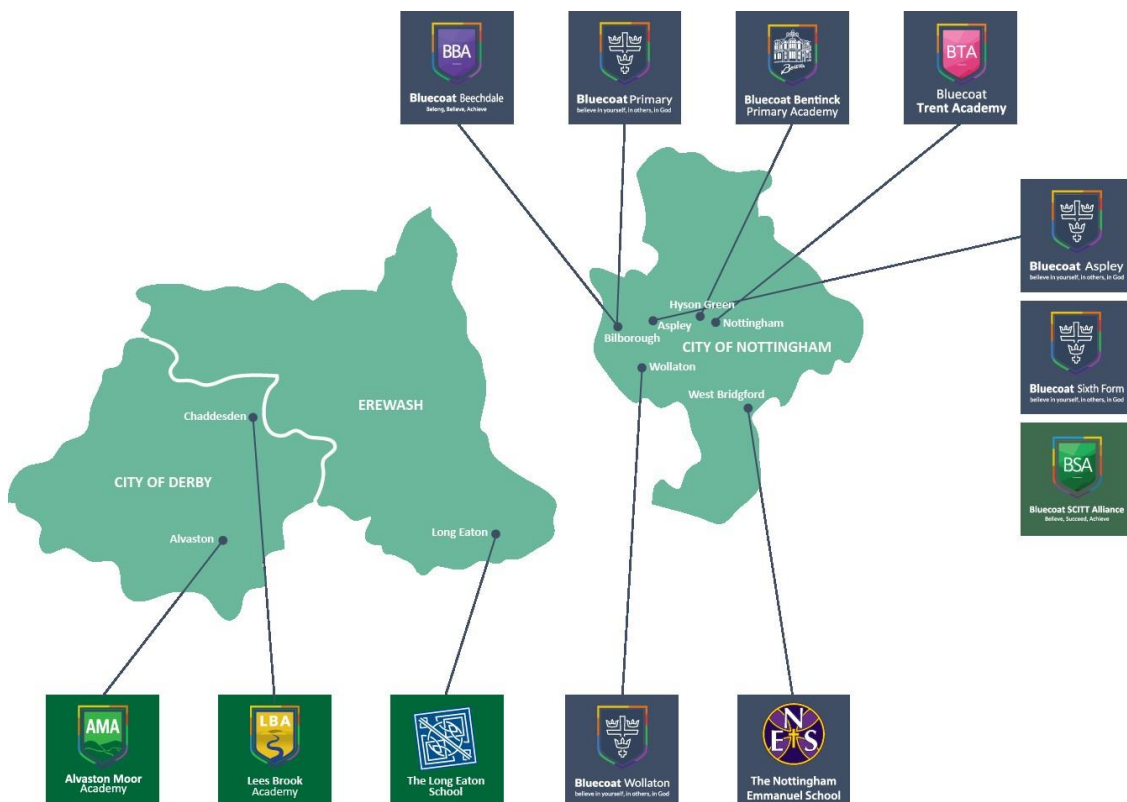 BBA
Bluecoat Beechdale
Belong, Believe, Achieve
Bluecoat Primary
believe in yourself, in others, in God
Bluecoat Bentinck
Primary Academy
BTA
Bluecoat
Trent Academy
Bluecoat Aspley
believe in yourself, in others, in God
Bluecoat Sixth Form
believe in yourself, in others, in God
BSA
Bluecoat SCITT Alliance
Believe, Succeed, Achieve
Hyson Green
Aspley
Nottingham
Bilborough
CITY OF NOTTINGHAM
Wollaton
West Bridgford
EREWASH
Chaddesden
CITY OF DERBY
Alvaston
Long Eaton
AMA
Alvaston Moor
Academy
LBA
Lees Brook
Academy
The Long Eaton
School
Bluecoat Wollaton
believe in yourself, in others, in God
N
E S
The Nottingham
Emmanuel School